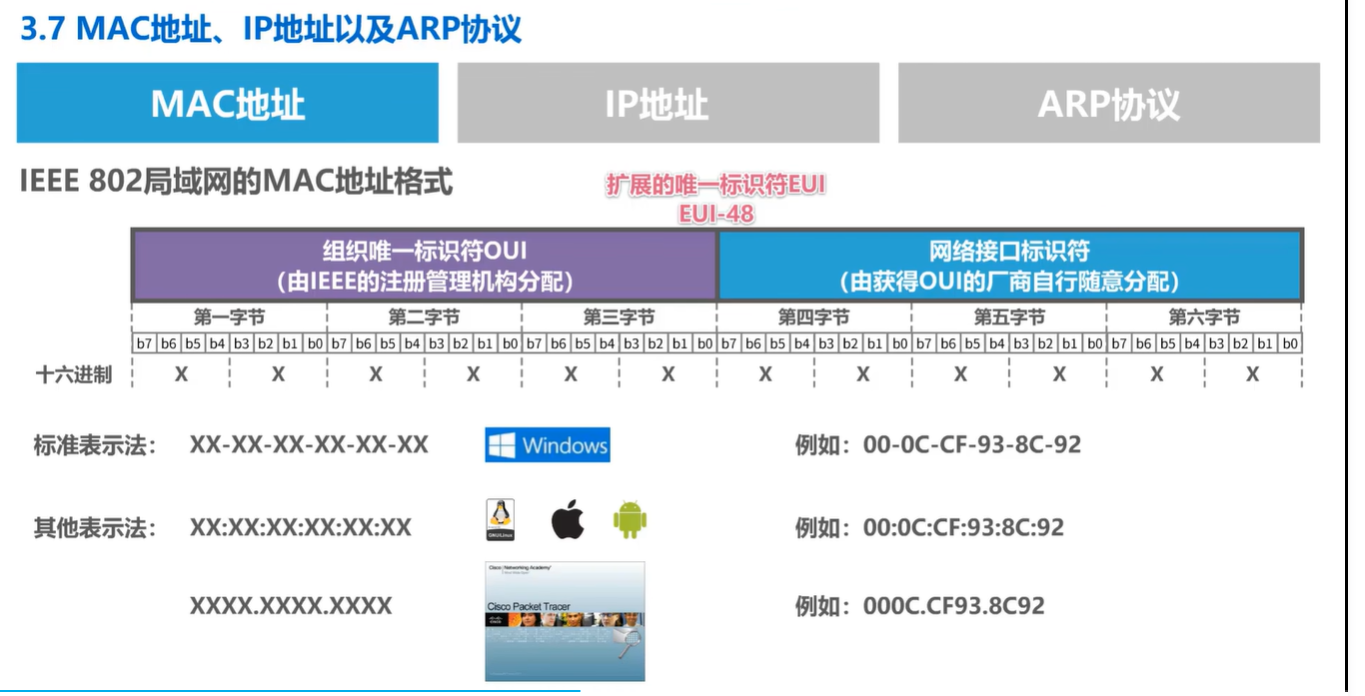 3.7 MAC地址、IP地址以及ARP协议
MAC地址 IP地址 ARP协议
IEEE 802局域网的MAC地址格式
扩展的唯一标识符EUI
EUI-48
组织唯一标识符OUI 网络接口标识符
（由IEEE的注册管理机构分配） （由获得OUI的厂商自行随意分配）
第一字节 第二字节 第三字节 第四字节 第五字节 第六字节
b7 b6 b5 b4 b3 b2 b1 b0 b7 b6 b5 b4 b3 b2 b1 b0 b7 b6 b5 b4 b3 b2 b1 b0 b7 b6 b5 b4 b3 b2 b1 b0 b7 b6 b5 b4 b3 b2 b1 b0 b7 b6 b5 b4 b3 b2 b1 b0
十六进制 X X X X X X X X X X X X
标准表示法： XX-XX-XX-XX-XX-XX Windows 例如：00-0C-CF-93-8C-92
其他表示法： XX:XX:XX:XX:XX:XX 例如：00:0C:CF:93:8C:92
Cisco Networking Academy
Cisco Packet Tracer
XXXX.XXXX.XXXX 例如：000C.CF93.8C92